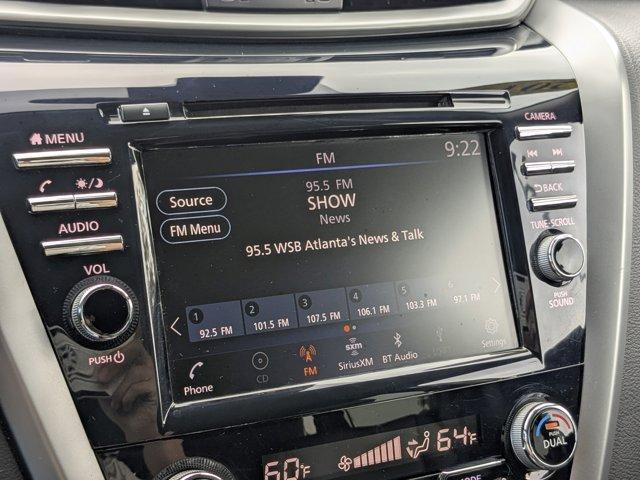 CAMERA
MENU
FM
9:22
BACK
Source
95.5 FM
SHOW
News
FM Menu
AUDIO
95.5 WSB Atlanta's News & Talk
TUNE·SCROLL
VOL
PUSH
SOUND
1
92.5 FM
2
101.5 FM
3
107.5 FM
4
106.1 FM
5
103.3 FM
6
97.1 FM
PUSH
Phone
CD
FM
sxm
SiriusXM
BT Audio
Settings
60°F
64°F
PUSH
DUAL